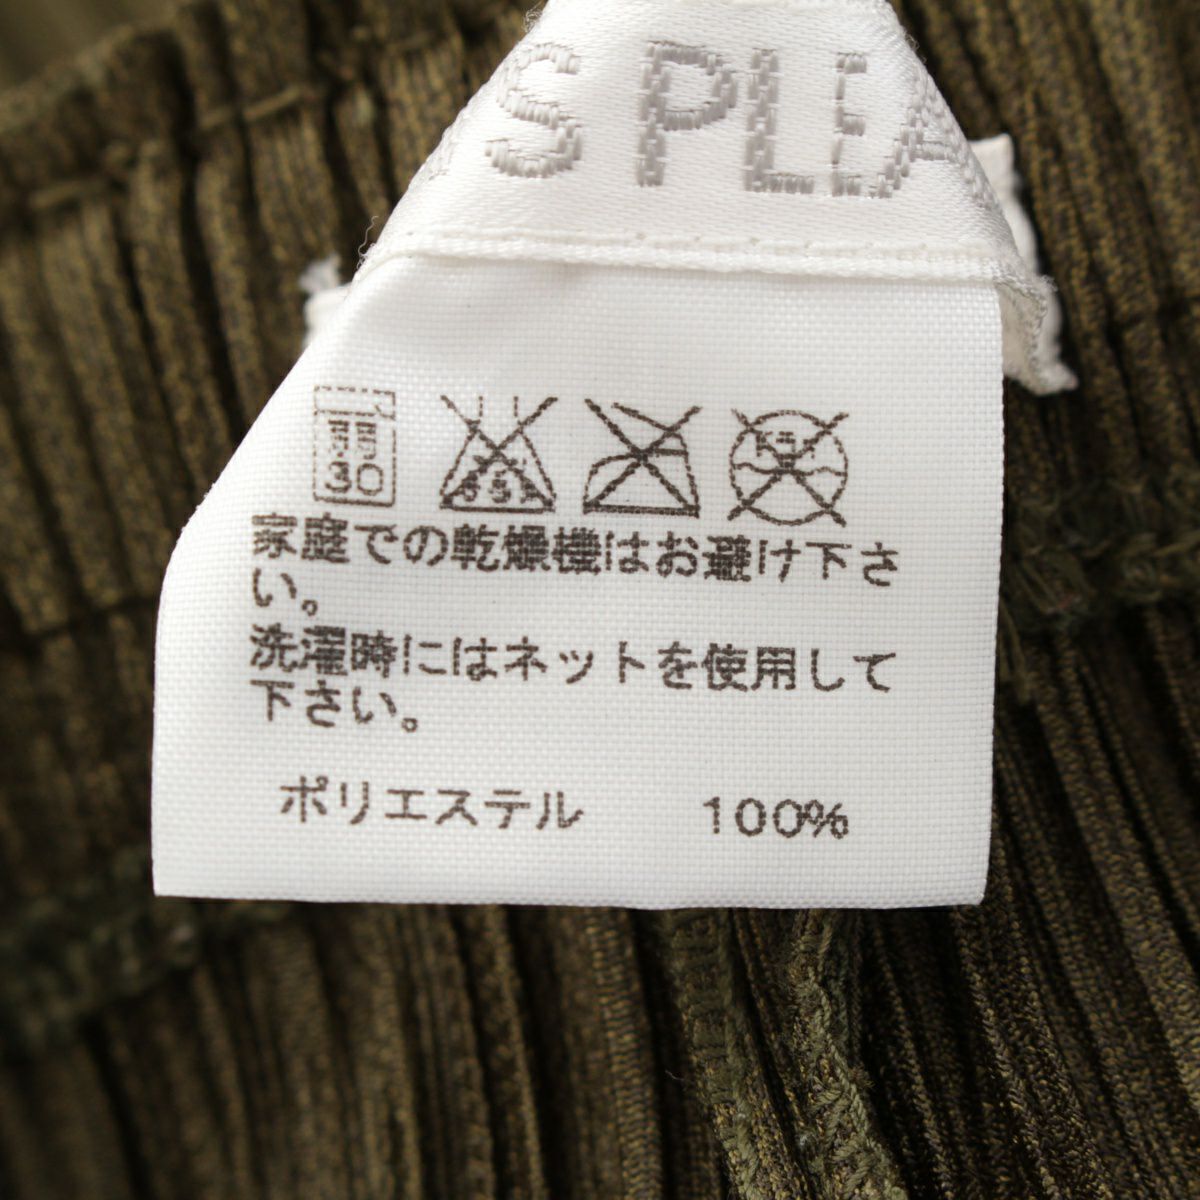 S PLEA
30
家庭での乾燥機はお避け下さ
い。
洗濯時にはネットを使用して
下さい。
ポリエステル 100%